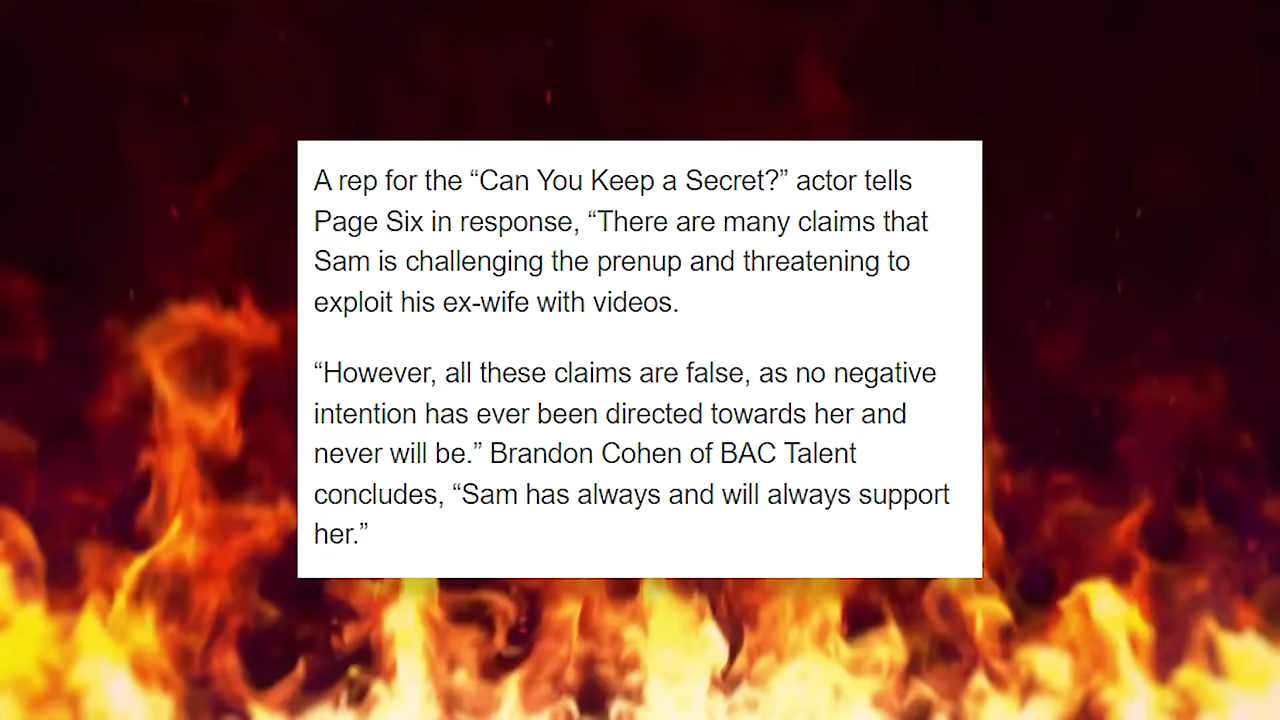 A rep for the “Can You Keep a Secret?” actor tells
Page Six in response, “There are many claims that
Sam is challenging the prenup and threatening to
exploit his ex-wife with videos.
“However, all these claims are false, as no negative
intention has ever been directed towards her and
never will be.” Brandon Cohen of BAC Talent
concludes, “Sam has always and will always support
her.”